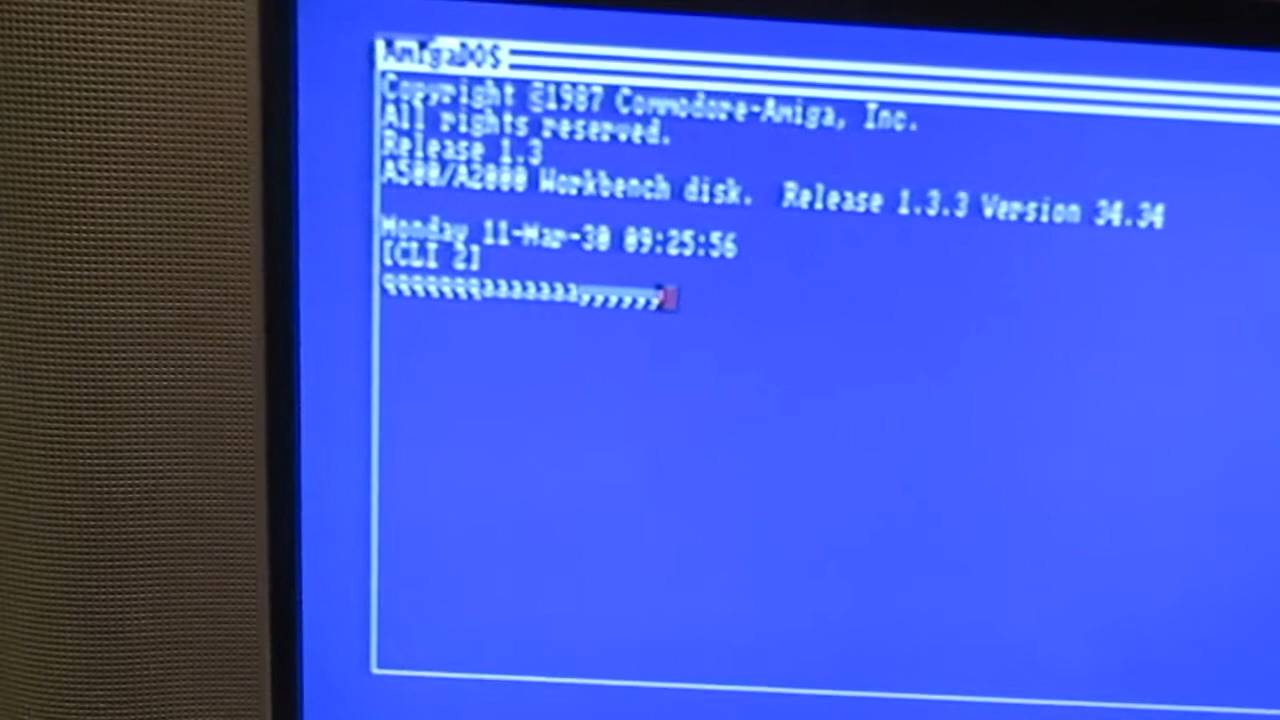 AmigaDOS
Copyright ©1987 Commodore-Amiga, Inc.
All rights reserved.
Release 1.3
A500/A2000 Workbench disk. Release 1.3.3 Version 34.34
Monday 11-Mar-30 09:25:56
[CLI 2]
qqqqqqqaaaaaaayyyyyy